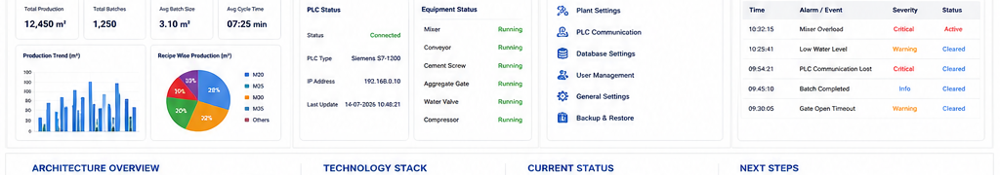 Total Production
12,450 m³
Total Batches
1,250
Avg Batch Size
3.10 m³
Avg Cycle Time
07:25 min
Production Trend (m³)
Recipe Wise Production (m³)
28%
32%
20%
10%
M20
M25
M30
M35
Others
PLC Status
Status Connected
PLC Type Siemens S7-1200
IP Address 192.168.0.10
Last Update 14-07-2026 10:48:21
Equipment Status
Mixer Running
Conveyor Running
Cement Screw Running
Aggregate Gate Running
Water Valve Running
Compressor Running
Plant Settings
PLC Communication
Database Settings
User Management
General Settings
Backup & Restore
Time Alarm / Event Severity Status
10:32:15 Mixer Overload Critical Active
10:25:41 Low Water Level Warning Cleared
09:54:21 PLC Communication Lost Critical Cleared
09:45:10 Batch Completed Info Cleared
09:30:05 Gate Open Timeout Warning Cleared
ARCHITECTURE OVERVIEW
TECHNOLOGY STACK
CURRENT STATUS
NEXT STEPS